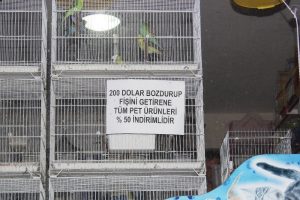 200 DOLAR BOZDURUP
FİŞİNİ GETİRENE
TÜM PET ÜRÜNLERİ
% 50 İNDİRİMLİDİR